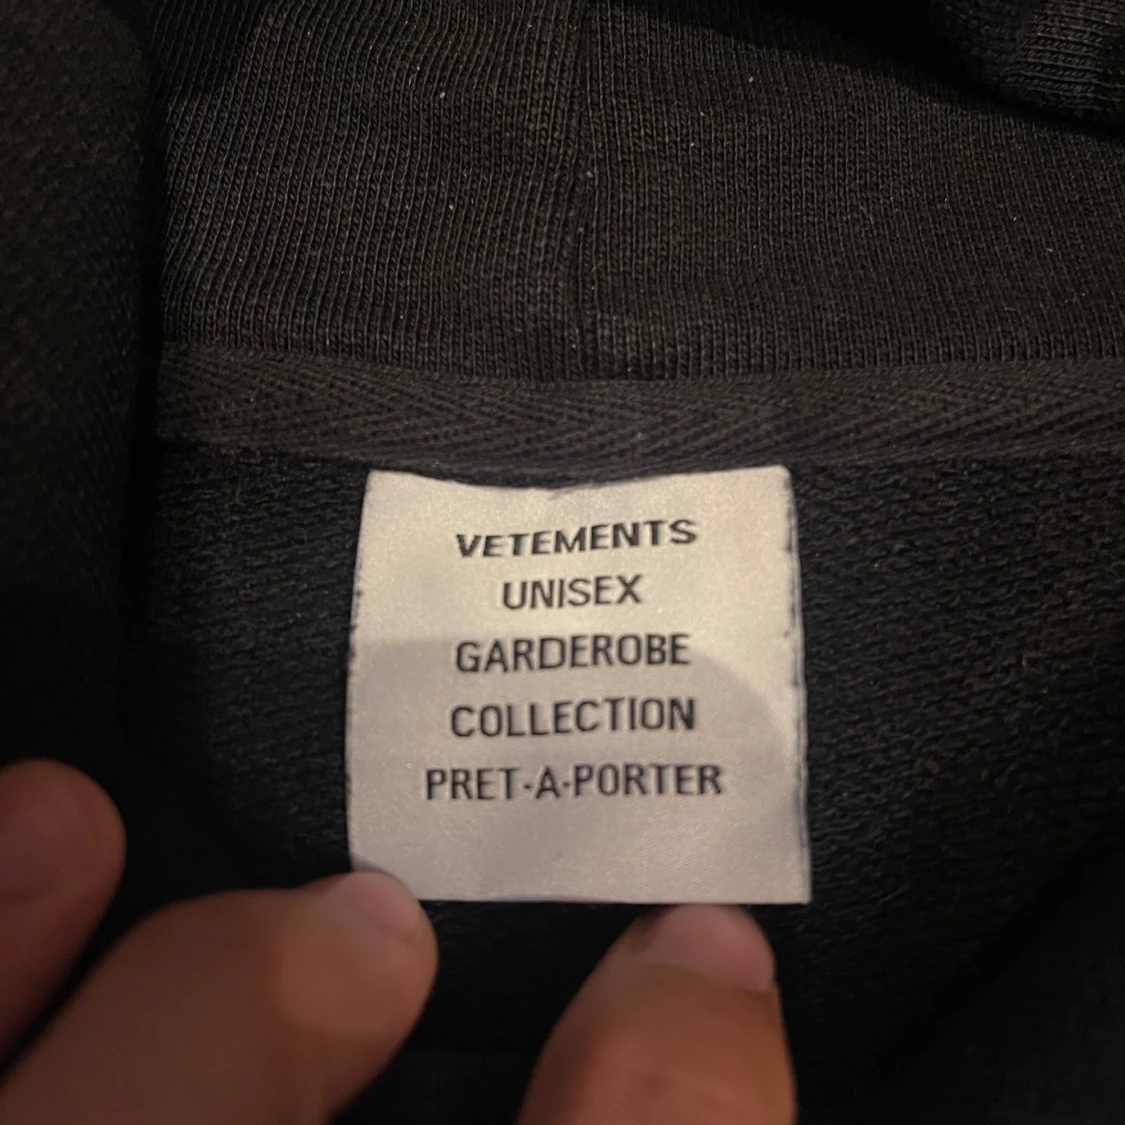 VETEMENTS
UNISEX
GARDEROBE
COLLECTION
PRET-A-PORTER